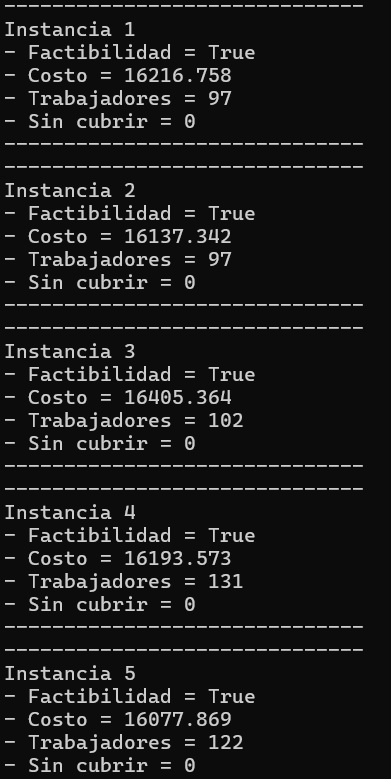 ------------------------------
Instancia 1
- Factibilidad = True
- Costo = 16216.758
- Trabajadores = 97
- Sin cubrir = 0
------------------------------
------------------------------
Instancia 2
- Factibilidad = True
- Costo = 16137.342
- Trabajadores = 97
- Sin cubrir = 0
------------------------------
------------------------------
Instancia 3
- Factibilidad = True
- Costo = 16405.364
- Trabajadores = 102
- Sin cubrir = 0
------------------------------
------------------------------
Instancia 4
- Factibilidad = True
- Costo = 16193.573
- Trabajadores = 131
- Sin cubrir = 0
------------------------------
------------------------------
Instancia 5
- Factibilidad = True
- Costo = 16077.869
- Trabajadores = 122
- Sin cubrir = 0